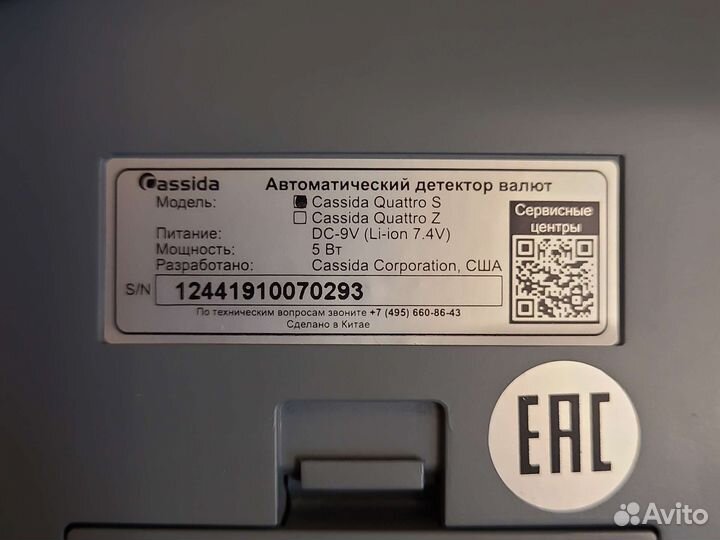 Cassida Автоматический детектор валют
Модель: Cassida Quattro S
Cassida Quattro Z
Питание: DC-9V (Li-ion 7.4V)
Мощность: 5 Вт
Разработано: Cassida Corporation, США
S/N 12441910070293
По техническим вопросам звоните +7 (495) 660-86-43
Сделано в Китае
Сервисные
центры
EAC
Avito